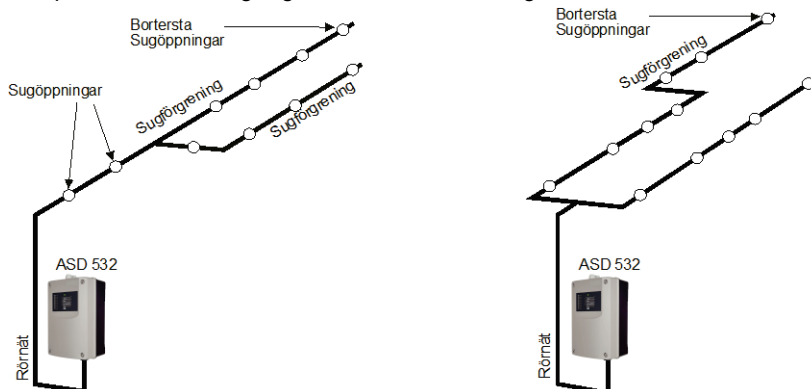 Bortersta
Sugöppningar
Sugöppningar
Sugförgrening
Sugförgrening
ASD 532
Rörnät
Bortersta
Sugöppningar
Sugförgrening
ASD 532
Rörnät